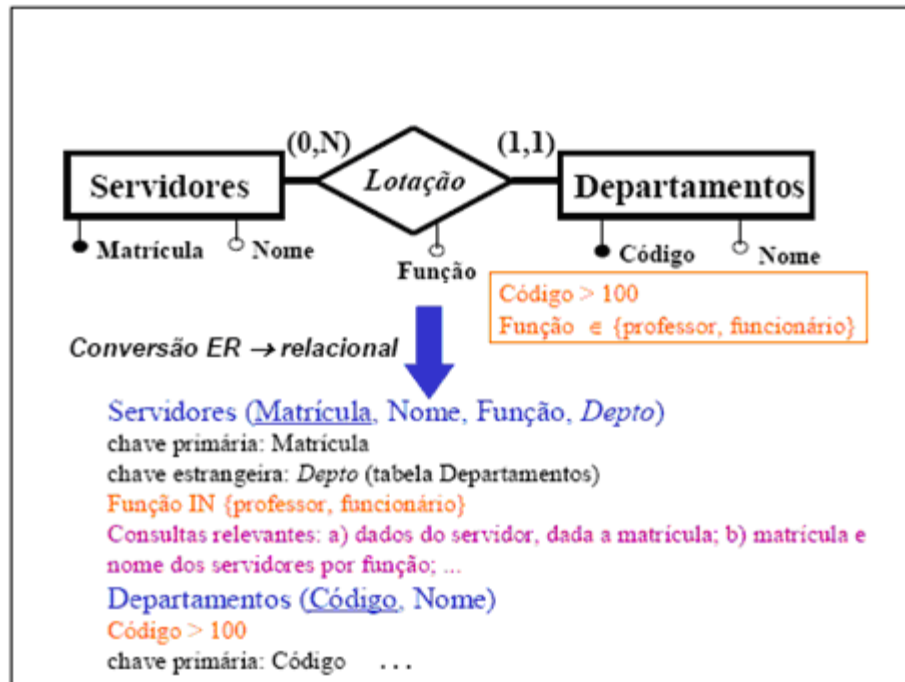 (0,N) (1,1)
Servidores Lotação Departamentos
Matrícula Nome Função Código Nome
Código > 100
Função ∈ {professor, funcionário}
Conversão ER → relacional
Servidores (Matrícula, Nome, Função, Depto)
chave primária: Matrícula
chave estrangeira: Depto (tabela Departamentos)
Função IN {professor, funcionário}
Consultas relevantes: a) dados do servidor, dada a matrícula; b) matrícula e
nome dos servidores por função; ...
Departamentos (Código, Nome)
Código > 100
chave primária: Código ...